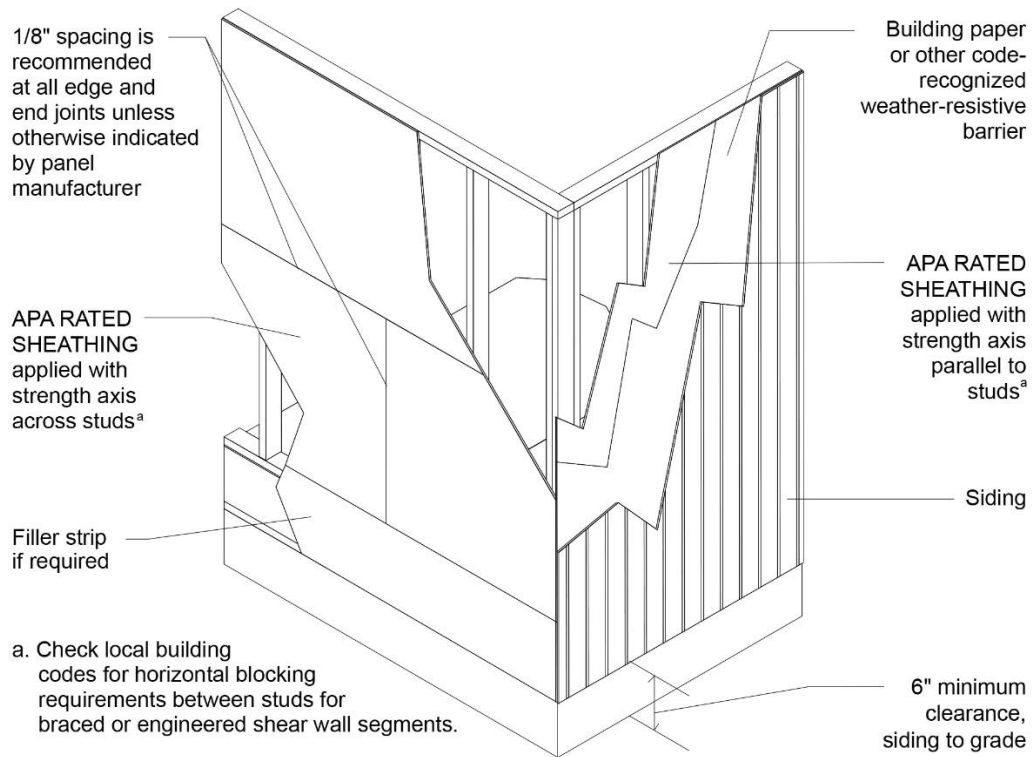 1/8" spacing is
recommended
at all edge and
end joints unless
otherwise indicated
by panel
manufacturer
Building paper
or other code-
recognized
weather-resistive
barrier
APA RATED
SHEATHING
applied with
strength axis
across studsᵃ
APA RATED
SHEATHING
applied with
strength axis
parallel to
studsᵃ
Filler strip
if required
Siding
a. Check local building
codes for horizontal blocking
requirements between studs for
braced or engineered shear wall segments.
6" minimum
clearance,
siding to grade